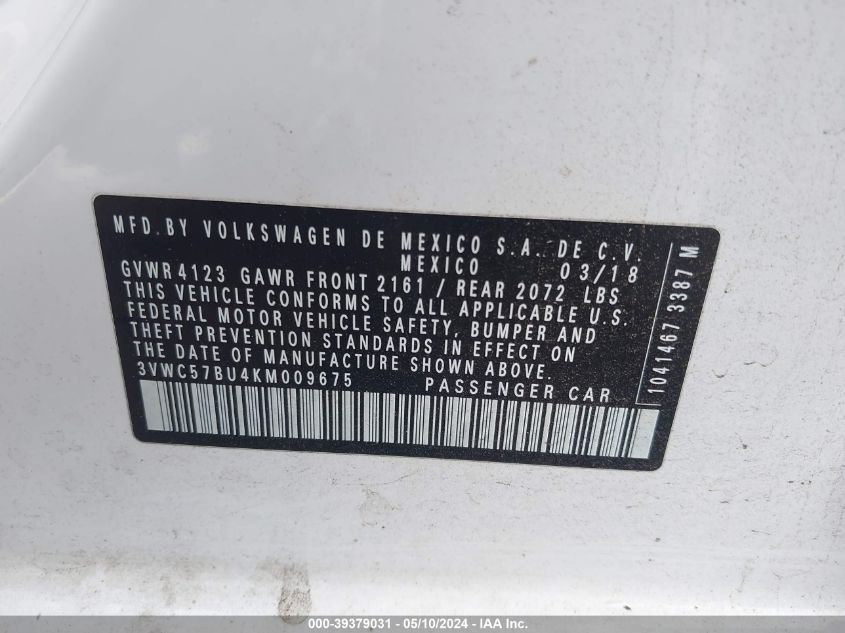 MFD. BY VOLKSWAGEN DE MEXICO S.A. DE C.V.
MEXICO 03/18
GVWR 4123 GAWR FRONT 2161 / REAR 2072 LBS
THIS VEHICLE CONFORMS TO ALL APPLICABLE U.S.
FEDERAL MOTOR VEHICLE SAFETY, BUMPER AND
THEFT PREVENTION STANDARDS IN EFFECT ON
THE DATE OF MANUFACTURE SHOWN ABOVE.
3VWC57BU4KM009675 PASSENGER CAR
1041467 3387 M
000-39379031 - 05/10/2024 - IAA Inc.